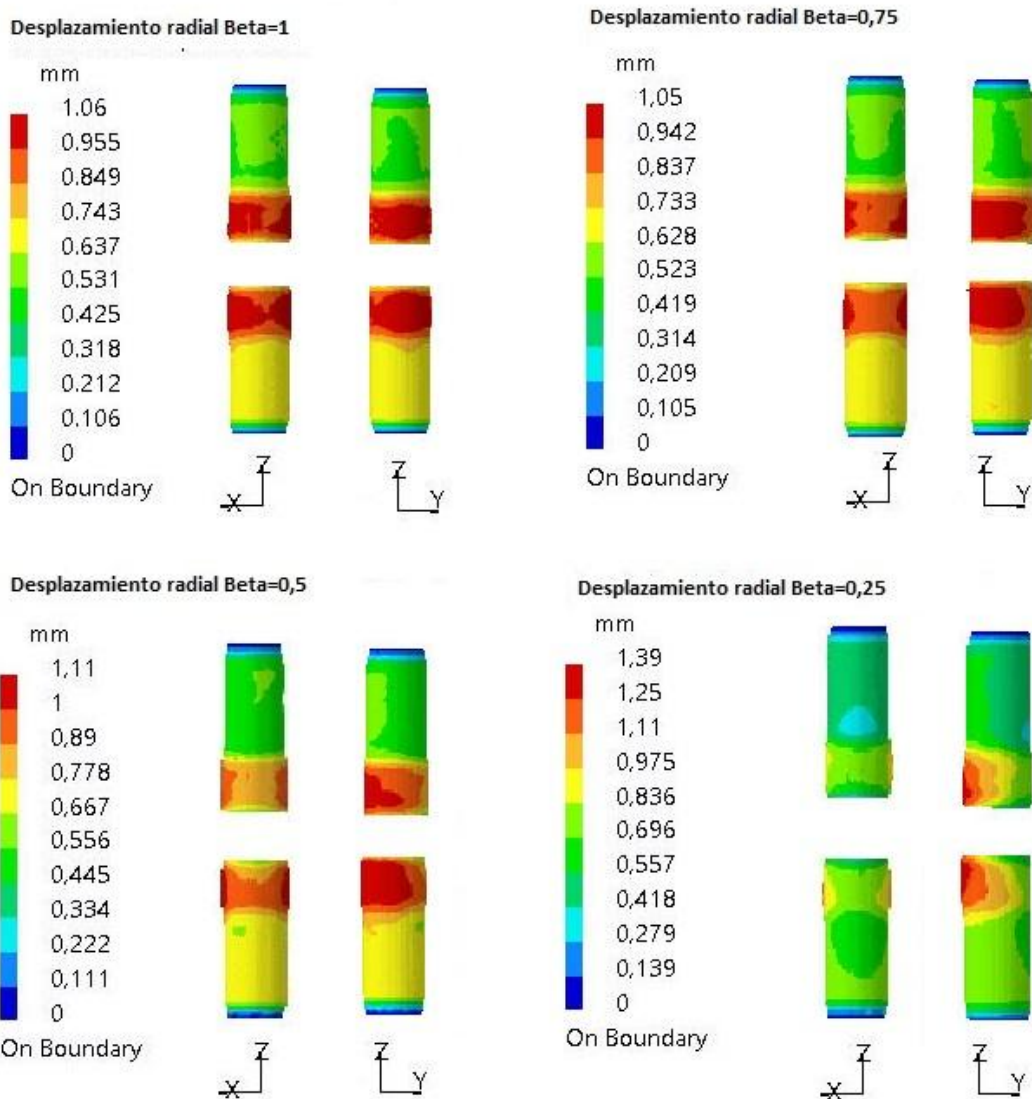 Desplazamiento radial Beta=1
mm
1.06
0.955
0.849
0.743
0.637
0.531
0.425
0.318
0.212
0.106
0
On Boundary
Z
X
Z
Y
Desplazamiento radial Beta=0,75
mm
1,05
0,942
0,837
0,733
0,628
0,523
0,419
0,314
0,209
0,105
0
On Boundary
Z
X
Z
Y
Desplazamiento radial Beta=0,5
mm
1,11
1
0,89
0,778
0,667
0,556
0,445
0,334
0,222
0,111
0
On Boundary
Z
X
Z
Y
Desplazamiento radial Beta=0,25
mm
1,39
1,25
1,11
0,975
0,836
0,696
0,557
0,418
0,279
0,139
0
On Boundary
Z
X
Z
Y